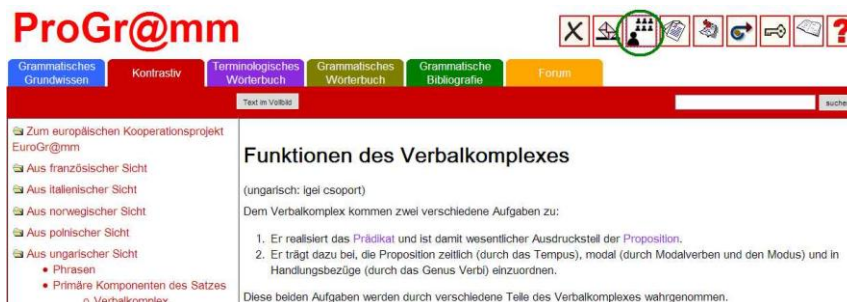 ProGr@mm
Grammatisches Grundwissen
Kontrastiv
Terminologisches Wörterbuch
Grammatisches Wörterbuch
Grammatische Bibliografie
Forum
Text im Vollbild
suchen
Zum europäischen Kooperationsprojekt
EuroGr@mm
Aus französischer Sicht
Aus italienischer Sicht
Aus norwegischer Sicht
Aus polnischer Sicht
Aus ungarischer Sicht
• Phrasen
• Primäre Komponenten des Satzes
o Verbalkomplex
Funktionen des Verbalkomplexes
(ungarisch: igei csoport)
Dem Verbalkomplex kommen zwei verschiedene Aufgaben zu:
1. Er realisiert das Prädikat und ist damit wesentlicher Ausdrucksteil der Proposition.
2. Er trägt dazu bei, die Proposition zeitlich (durch das Tempus), modal (durch Modalverben und den Modus) und in
Handlungsbezüge (durch das Genus Verbi) einzuordnen.
Diese beiden Aufgaben werden durch verschiedene Teile des Verbalkomplexes wahrgenommen.